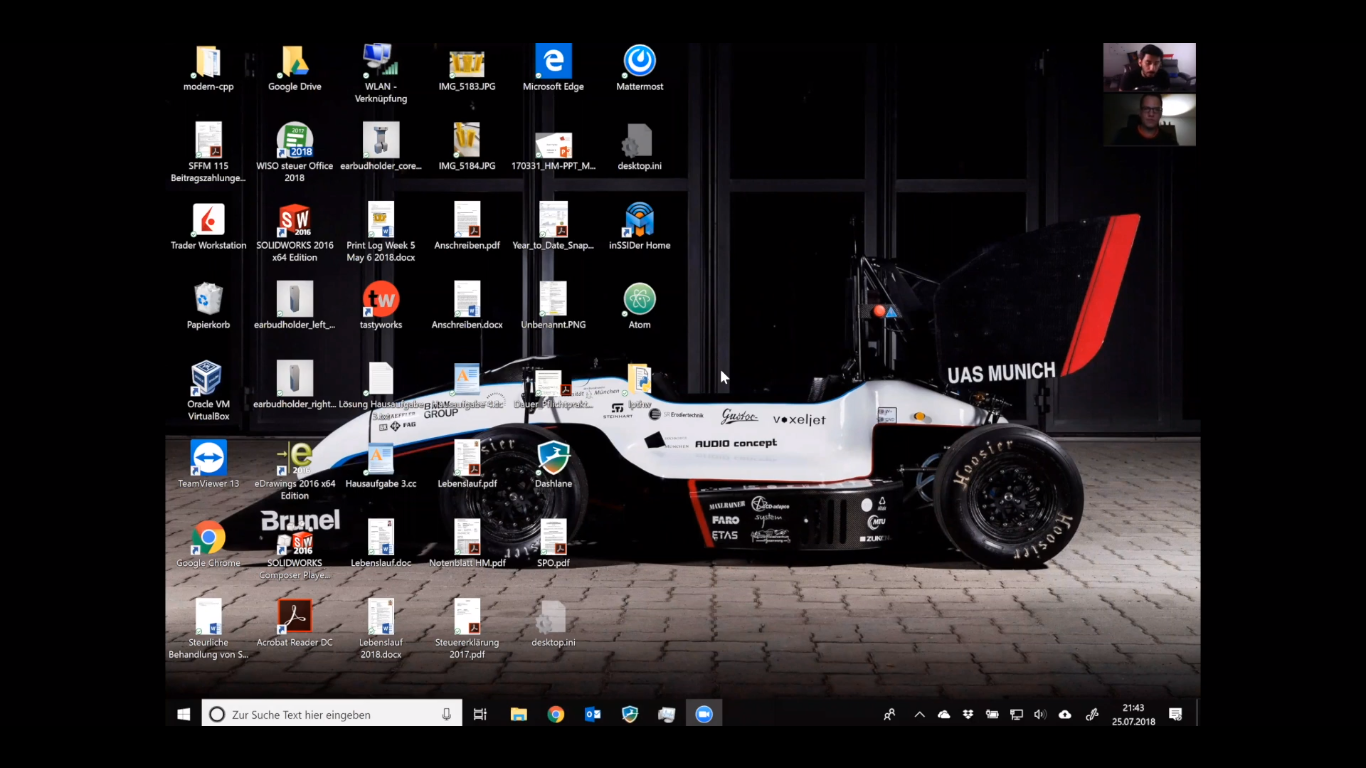 modern-cpp
Google Drive
WLAN -
Verknüpfung
IMG_5183.JPG
Microsoft Edge
Mattermost
SFFM 115
Beitragszahlunge...
WISO steuer Office
2018
earbudholder_core...
IMG_5184.JPG
170331_HM-PPT_M...
desktop.ini
Trader Workstation
SOLIDWORKS 2016
x64 Edition
Print Log Week 5
May 6 2018.docx
Anschreiben.pdf
Year_to_Date_Snap...
inSSIDer Home
Papierkorb
earbudholder_left_...
tastyworks
Anschreiben.docx
Unbenannt.PNG
Atom
Oracle VM
VirtualBox
earbudholder_right...
Lösung Hausaufgabe
TeamViewer 13
eDrawings 2016 x64
Edition
Hausaufgabe 3.cc
Lebenslauf.pdf
Dashlane
Google Chrome
SOLIDWORKS
Composer Playe...
Lebenslauf.doc
Notenblatt HM.pdf
SPO.pdf
Steurliche
Behandlung von S...
Acrobat Reader DC
Lebenslauf
2018.docx
Steuererklärung
2017.pdf
desktop.ini
UAS MUNICH
GROUP
FAG
STEINHART
voxeljet
AUDIO concept
Brunel
FARO
ETAS
MTU
Hoosier
Hoosier
Zur Suche Text hier eingeben
21:43
25.07.2018